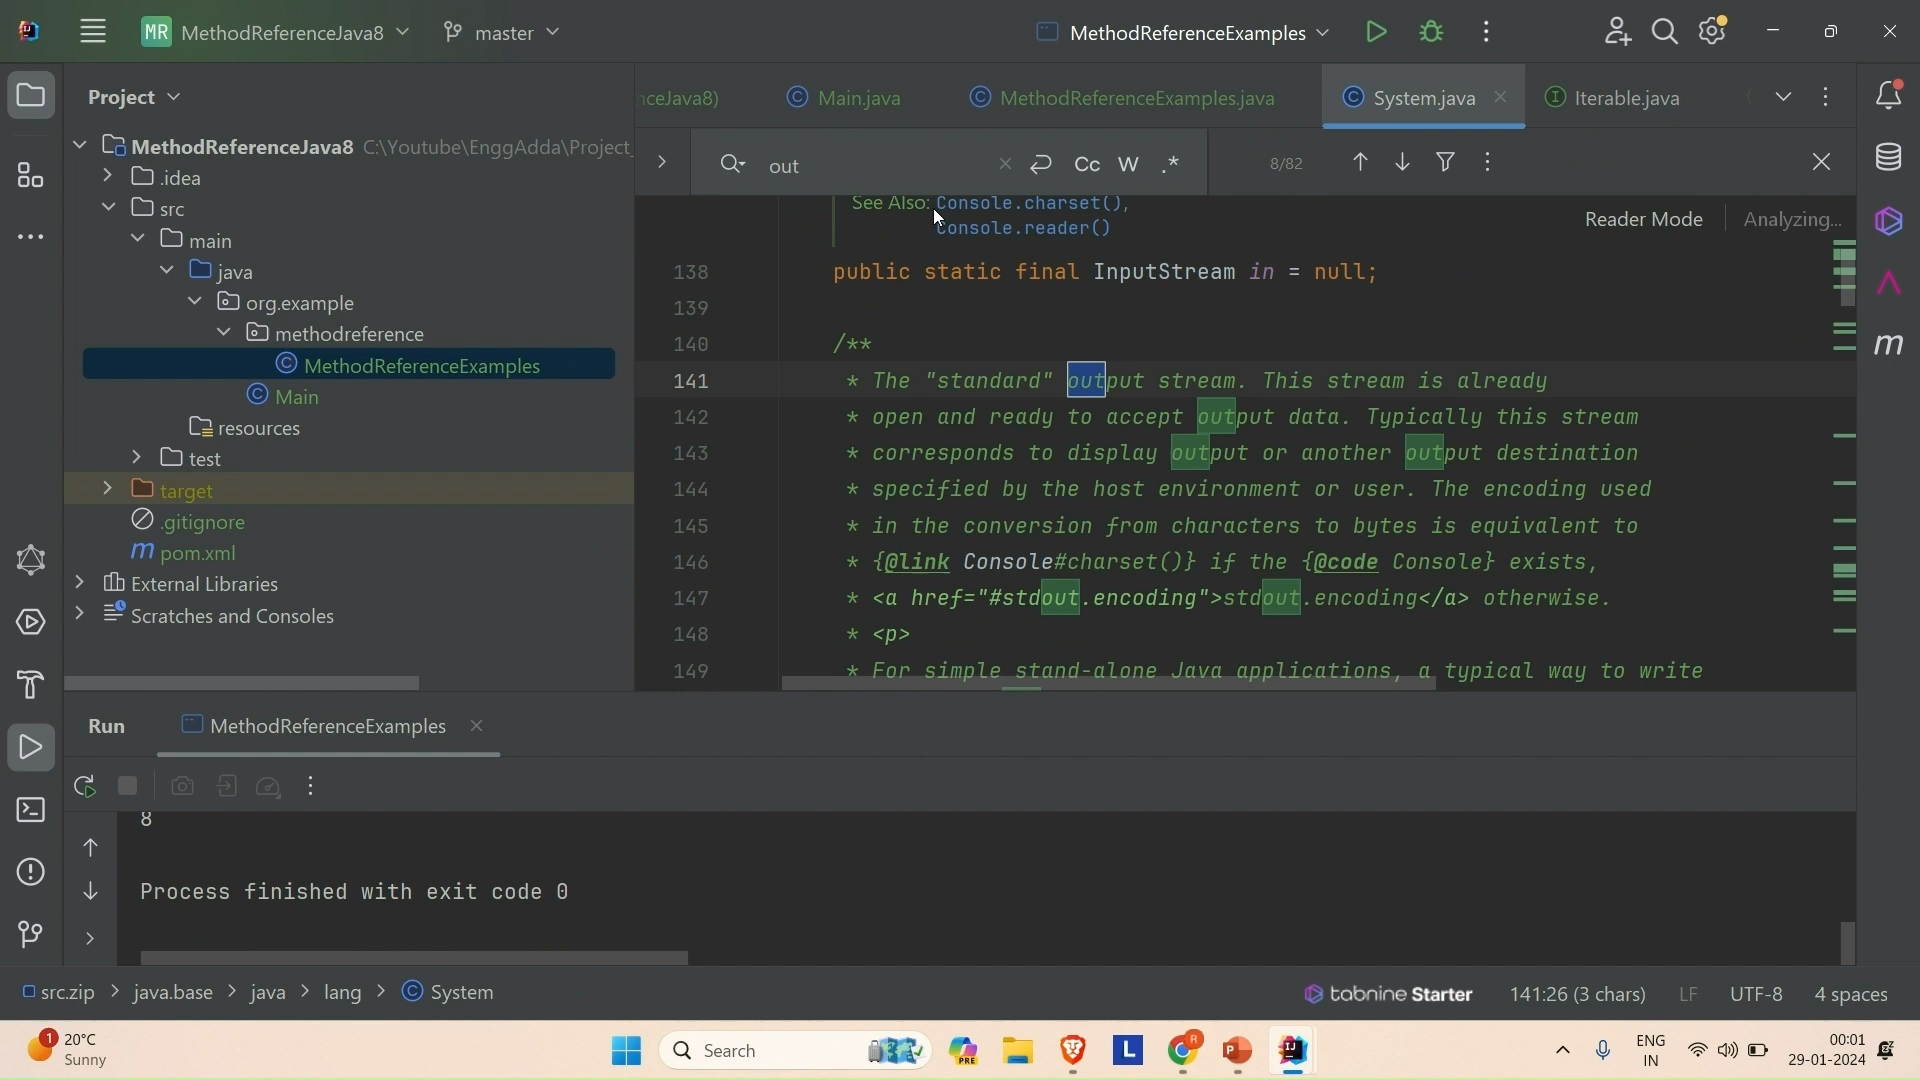 MR MethodReferenceJava8 master MethodReferenceExamples
Project
MethodReferenceJava8 C:\Youtube\EnggAdda\Project_
.idea
src
main
java
org.example
methodreference
MethodReferenceExamples
Main
resources
test
target
.gitignore
pom.xml
External Libraries
Scratches and Consoles
nceJava8) Main.java MethodReferenceExamples.java System.java Iterable.java
out Cc W .* 8/82
Reader Mode Analyzing...
See Also: Console.charset(),
Console.reader()
138 public static final InputStream in = null;
139
140 /**
141 * The "standard" output stream. This stream is already
142 * open and ready to accept output data. Typically this stream
143 * corresponds to display output or another output destination
144 * specified by the host environment or user. The encoding used
145 * in the conversion from characters to bytes is equivalent to
146 * {@link Console#charset()} if the {@code Console} exists,
147 * <a href="#stdout.encoding">stdout.encoding</a> otherwise.
148 * <p>
149 * For simple stand-alone Java applications, a typical way to write
m
Run MethodReferenceExamples
8
Process finished with exit code 0
src.zip > java.base > java > lang > System
tabnine Starter 141:26 (3 chars) LF UTF-8 4 spaces
1 20°C
Sunny
Search
PRE
L
R
P
IJ
ENG
IN
00:01
29-01-2024